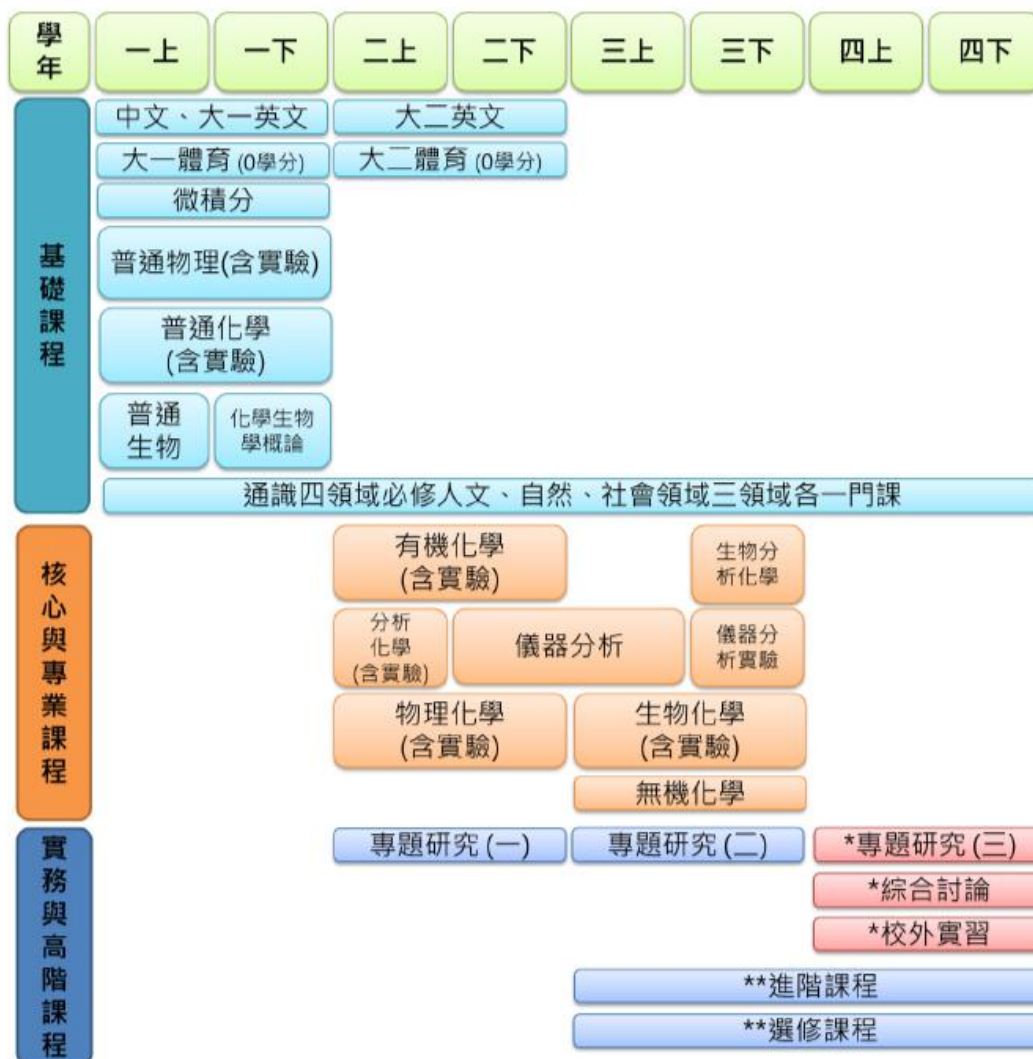 學年
一上
一下
二上
二下
三上
三下
四上
四下
基礎課程
中文、大一英文
大二英文
大一體育 (0學分)
大二體育 (0學分)
微積分
普通物理(含實驗)
普通化學
(含實驗)
普通
生物
化學生物
學概論
通識四領域必修人文、自然、社會領域三領域各一門課
核心與專業課程
有機化學
(含實驗)
生物分
析化學
分析
化學
(含實驗)
儀器分析
儀器分
析實驗
物理化學
(含實驗)
生物化學
(含實驗)
無機化學
實務與高階課程
專題研究 (一)
專題研究 (二)
*專題研究 (三)
*綜合討論
*校外實習
**進階課程
**選修課程